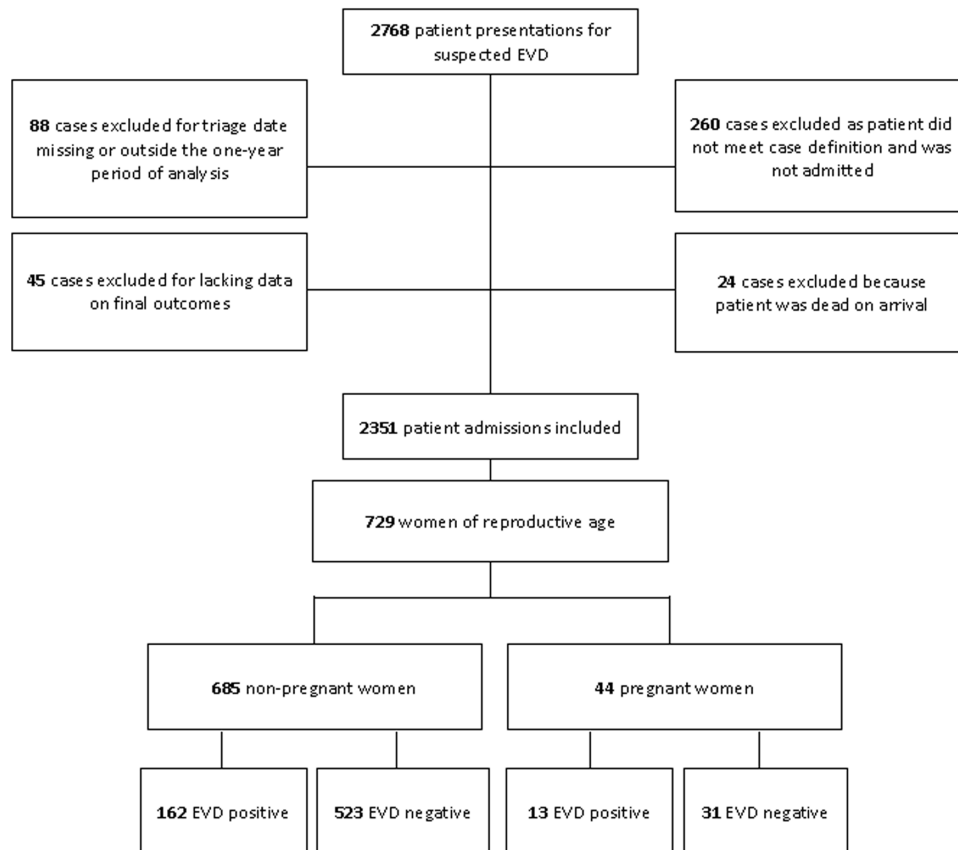 2768 patient presentations for
suspected EVD
88 cases excluded for triage date
missing or outside the one-year
period of analysis
260 cases excluded as patient did
not meet case definition and was
not admitted
45 cases excluded for lacking data
on final outcomes
24 cases excluded because
patient was dead on arrival
2351 patient admissions included
729 women of reproductive age
685 non-pregnant women
44 pregnant women
162 EVD positive
523 EVD negative
13 EVD positive
31 EVD negative